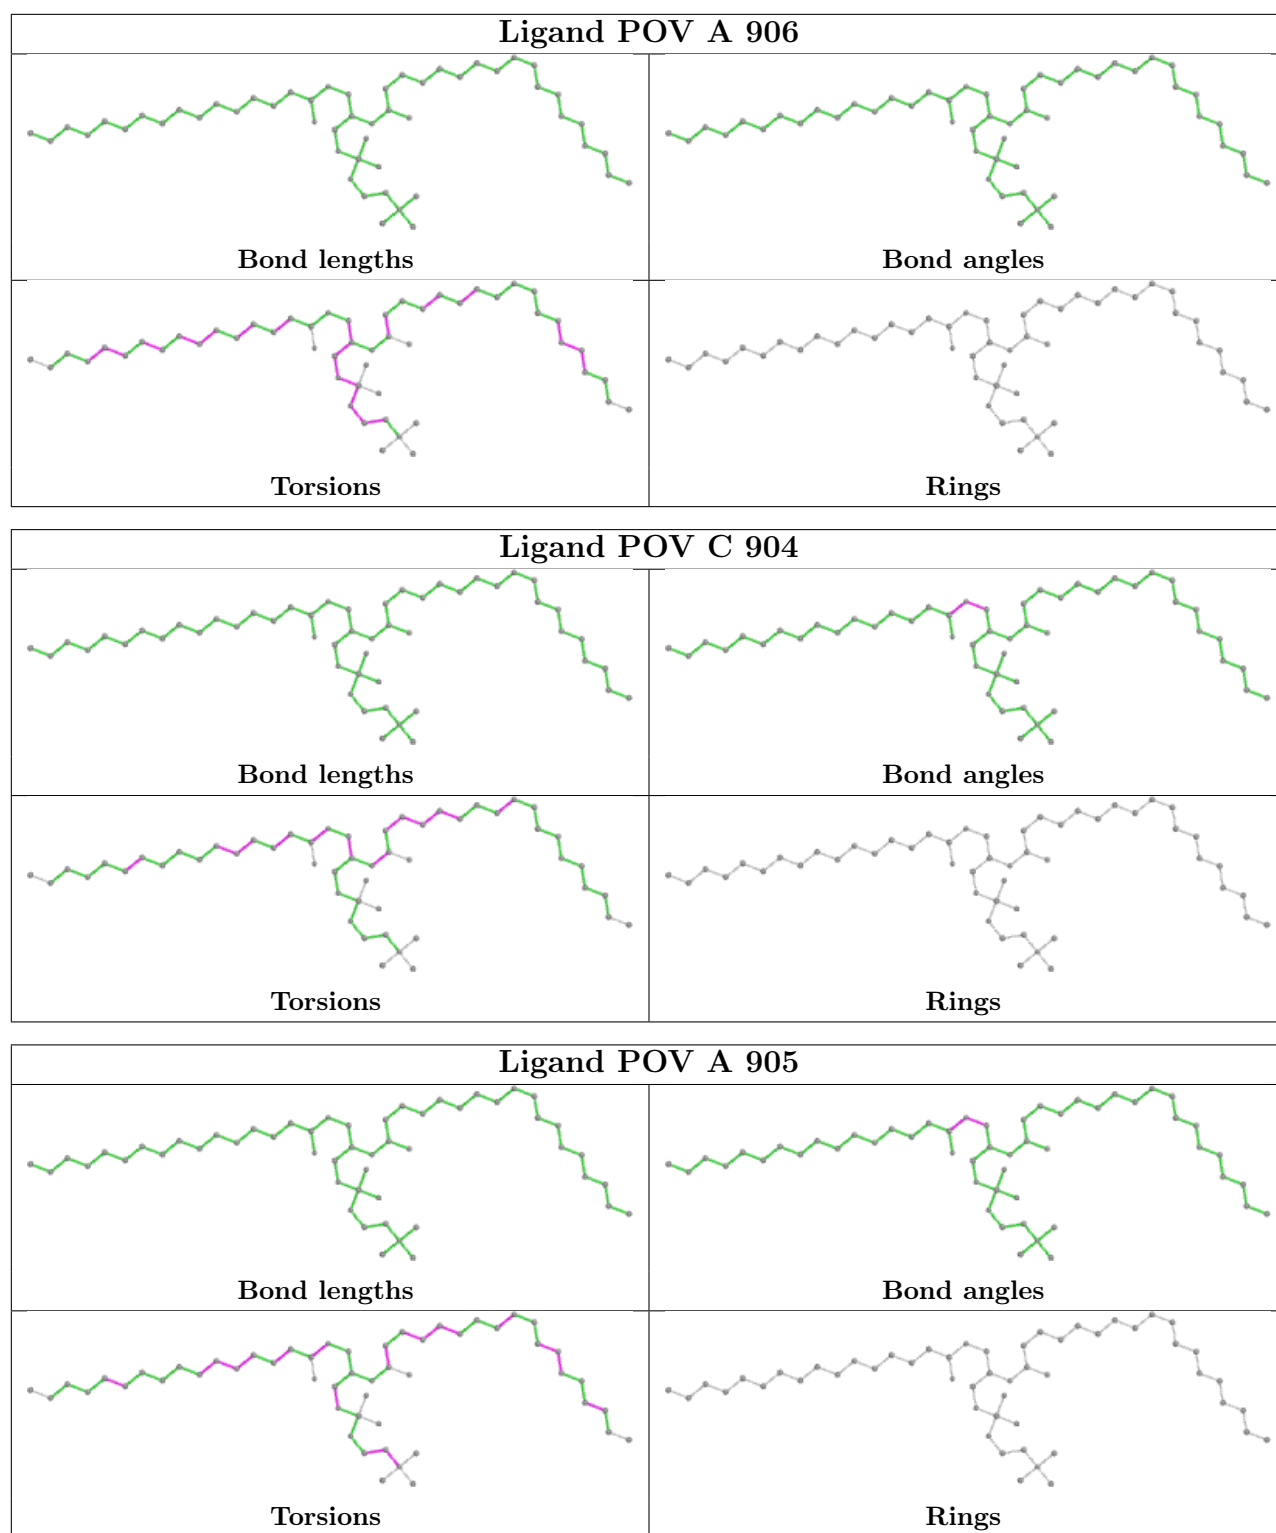 Ligand POV A 906
Bond lengths
Bond angles
Torsions
Rings
Ligand POV C 904
Bond lengths
Bond angles
Torsions
Rings
Ligand POV A 905
Bond lengths
Bond angles
Torsions
Rings